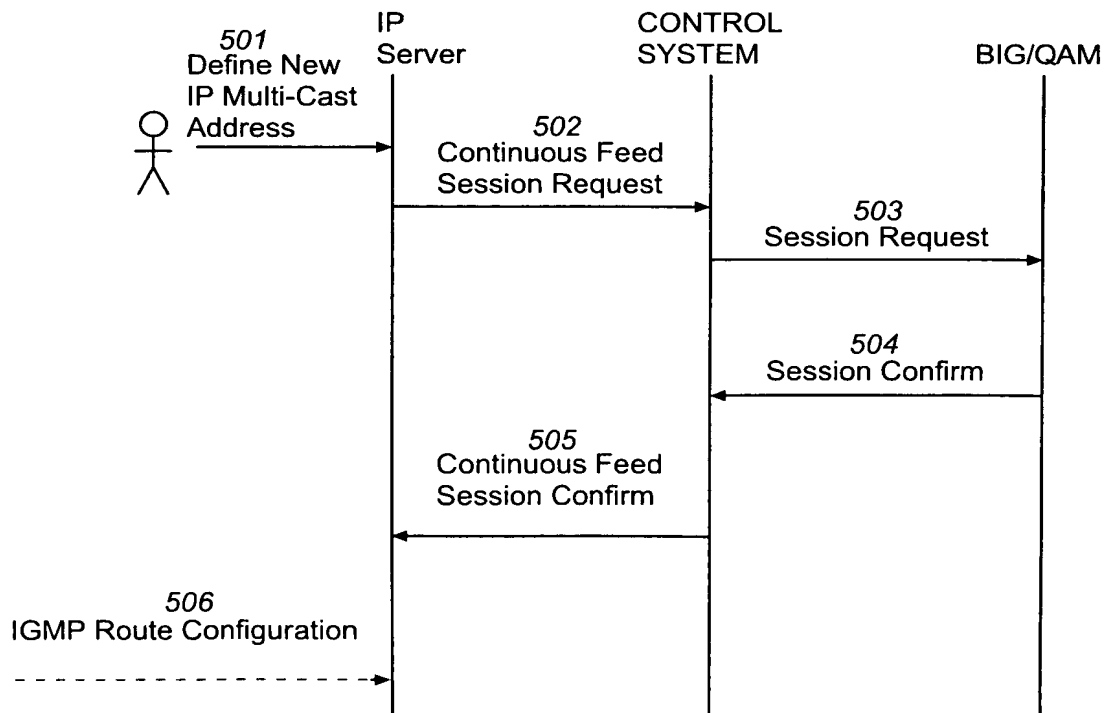 IP
Server
CONTROL
SYSTEM
BIG/QAM
501
Define New
IP Multi-Cast
Address
502
Continuous Feed
Session Request
503
Session Request
504
Session Confirm
505
Continuous Feed
Session Confirm
506
IGMP Route Configuration